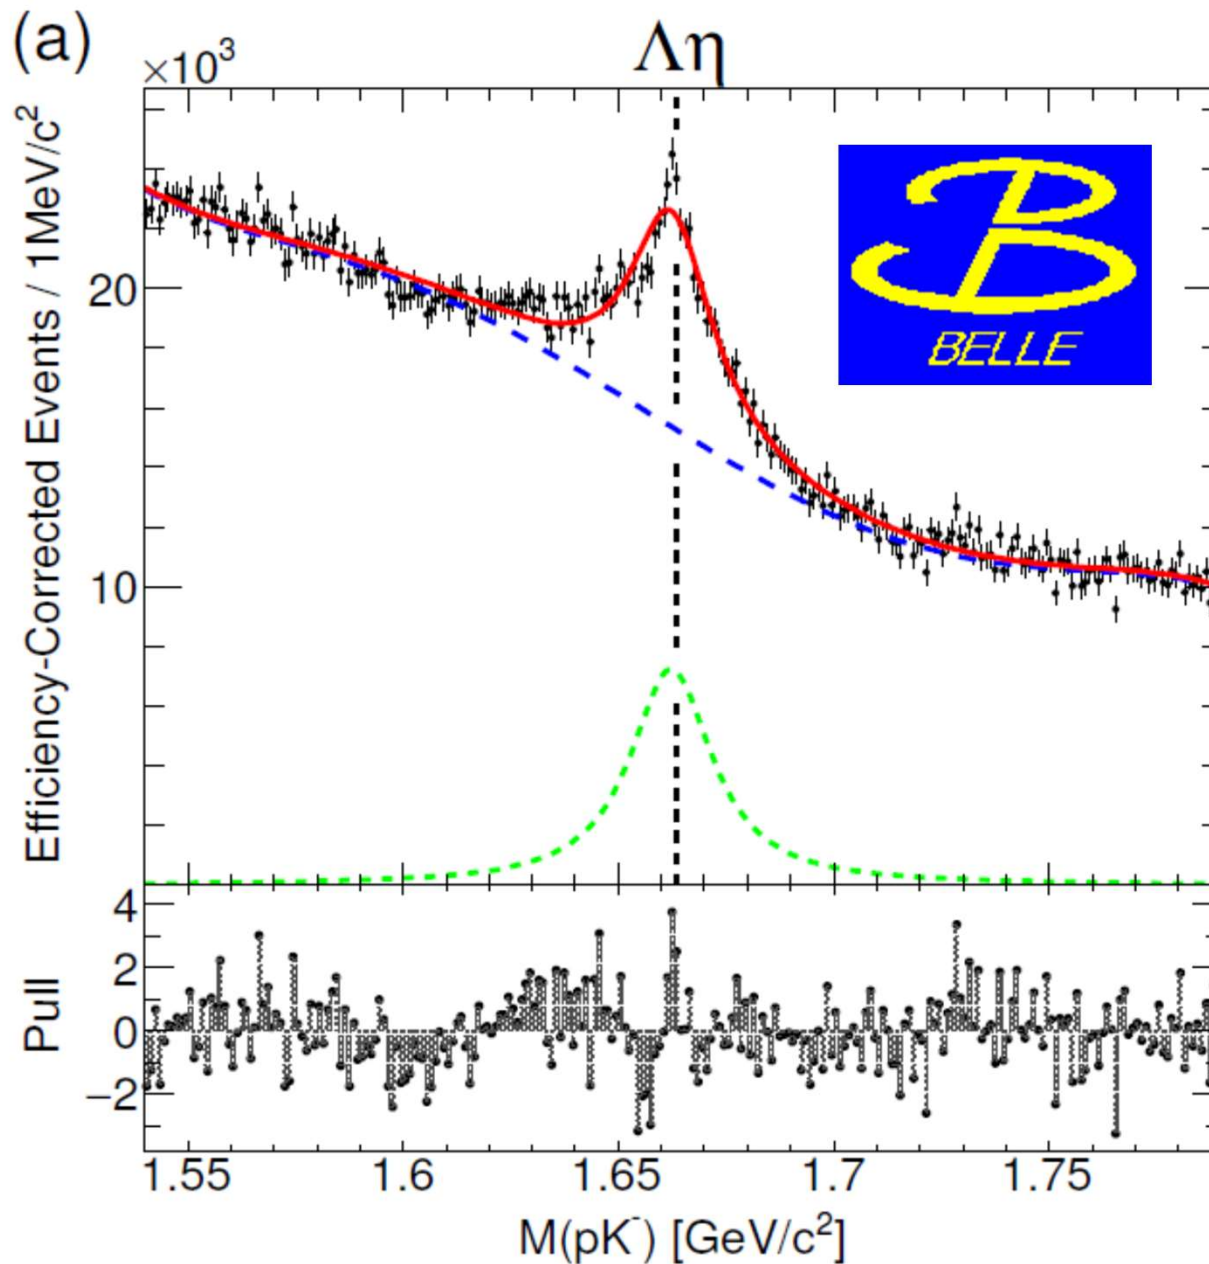 (a)
×10³
Λη
Efficiency-Corrected Events / 1MeV/c²
20
10
BELLE
Pull
4
2
0
−2
1.55 1.6 1.65 1.7 1.75
M(pK⁻) [GeV/c²]